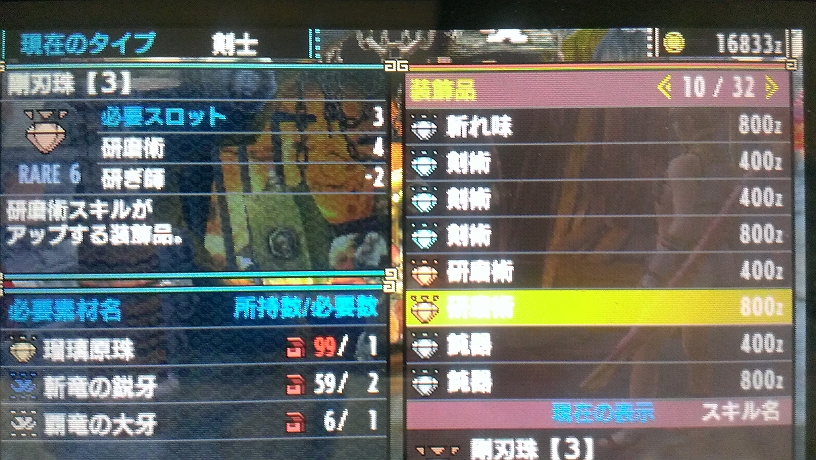 現在のタイプ 剣士
16833z
剛刃珠【3】
必要スロット 3
研磨術 4
RARE 6 研ぎ師 -2
研磨術スキルが
アップする装飾品。
必要素材名 所持数/必要数
瑠璃原珠 99/ 1
斬竜の鋭牙 59/ 2
覇竜の大牙 6/ 1
装飾品 10 / 32
斬れ味 800z
剣術 400z
剣術 400z
剣術 800z
研磨術 400z
研磨術 800z
鈍器 400z
鈍器 800z
現在の表示 スキル名
剛刃珠【3】